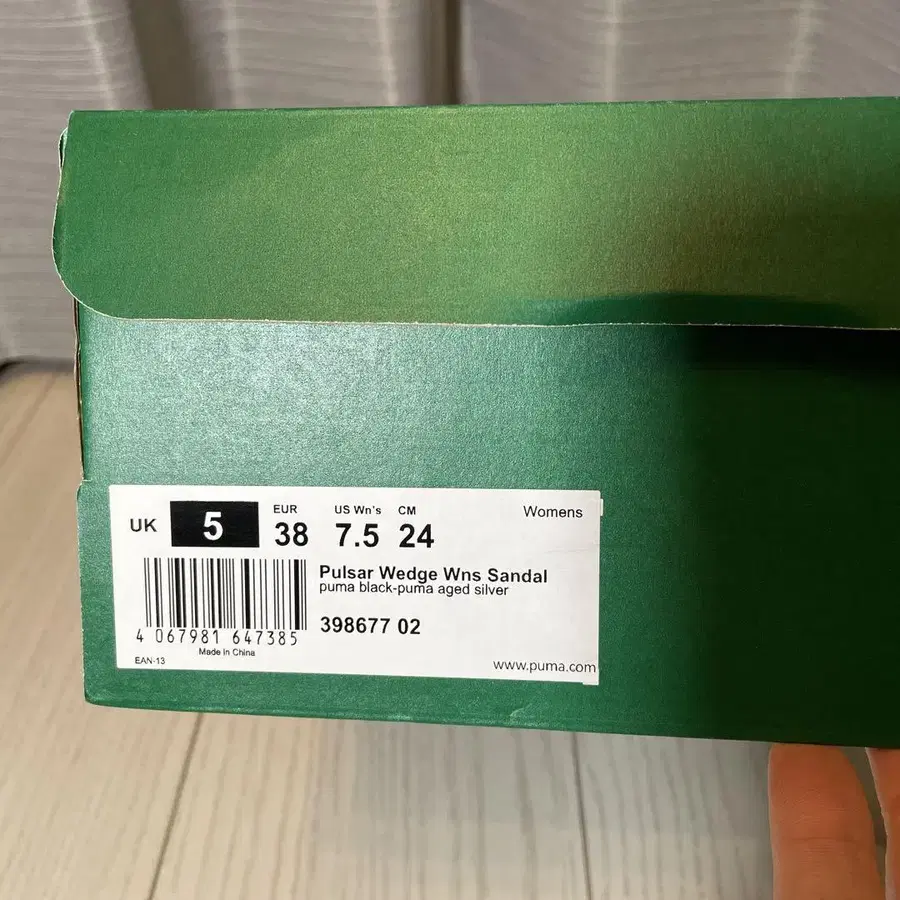 UK 5 EUR 38 US Wn's 7.5 CM 24 Womens
Pulsar Wedge Wns Sandal
puma black-puma aged silver
398677 02
4 067981 647385
Made in China
EAN-13
www.puma.com